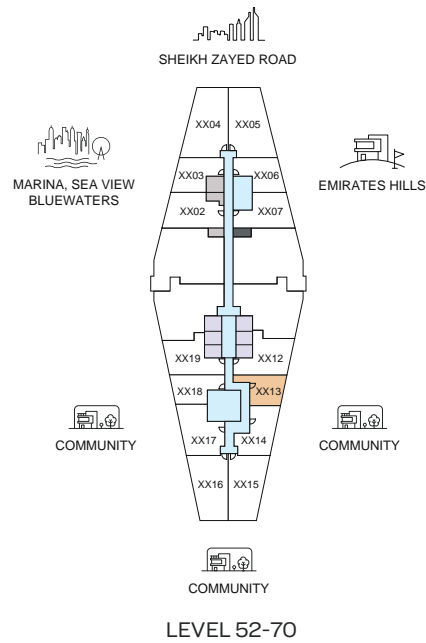 SHEIKH ZAYED ROAD
XX04 XX05
MARINA, SEA VIEW
BLUEWATERS
XX03 XX06
EMIRATES HILLS
XX02 XX07
XX19 XX12
XX18 XX13
COMMUNITY
XX17 XX14
COMMUNITY
XX16 XX15
COMMUNITY
LEVEL 52-70